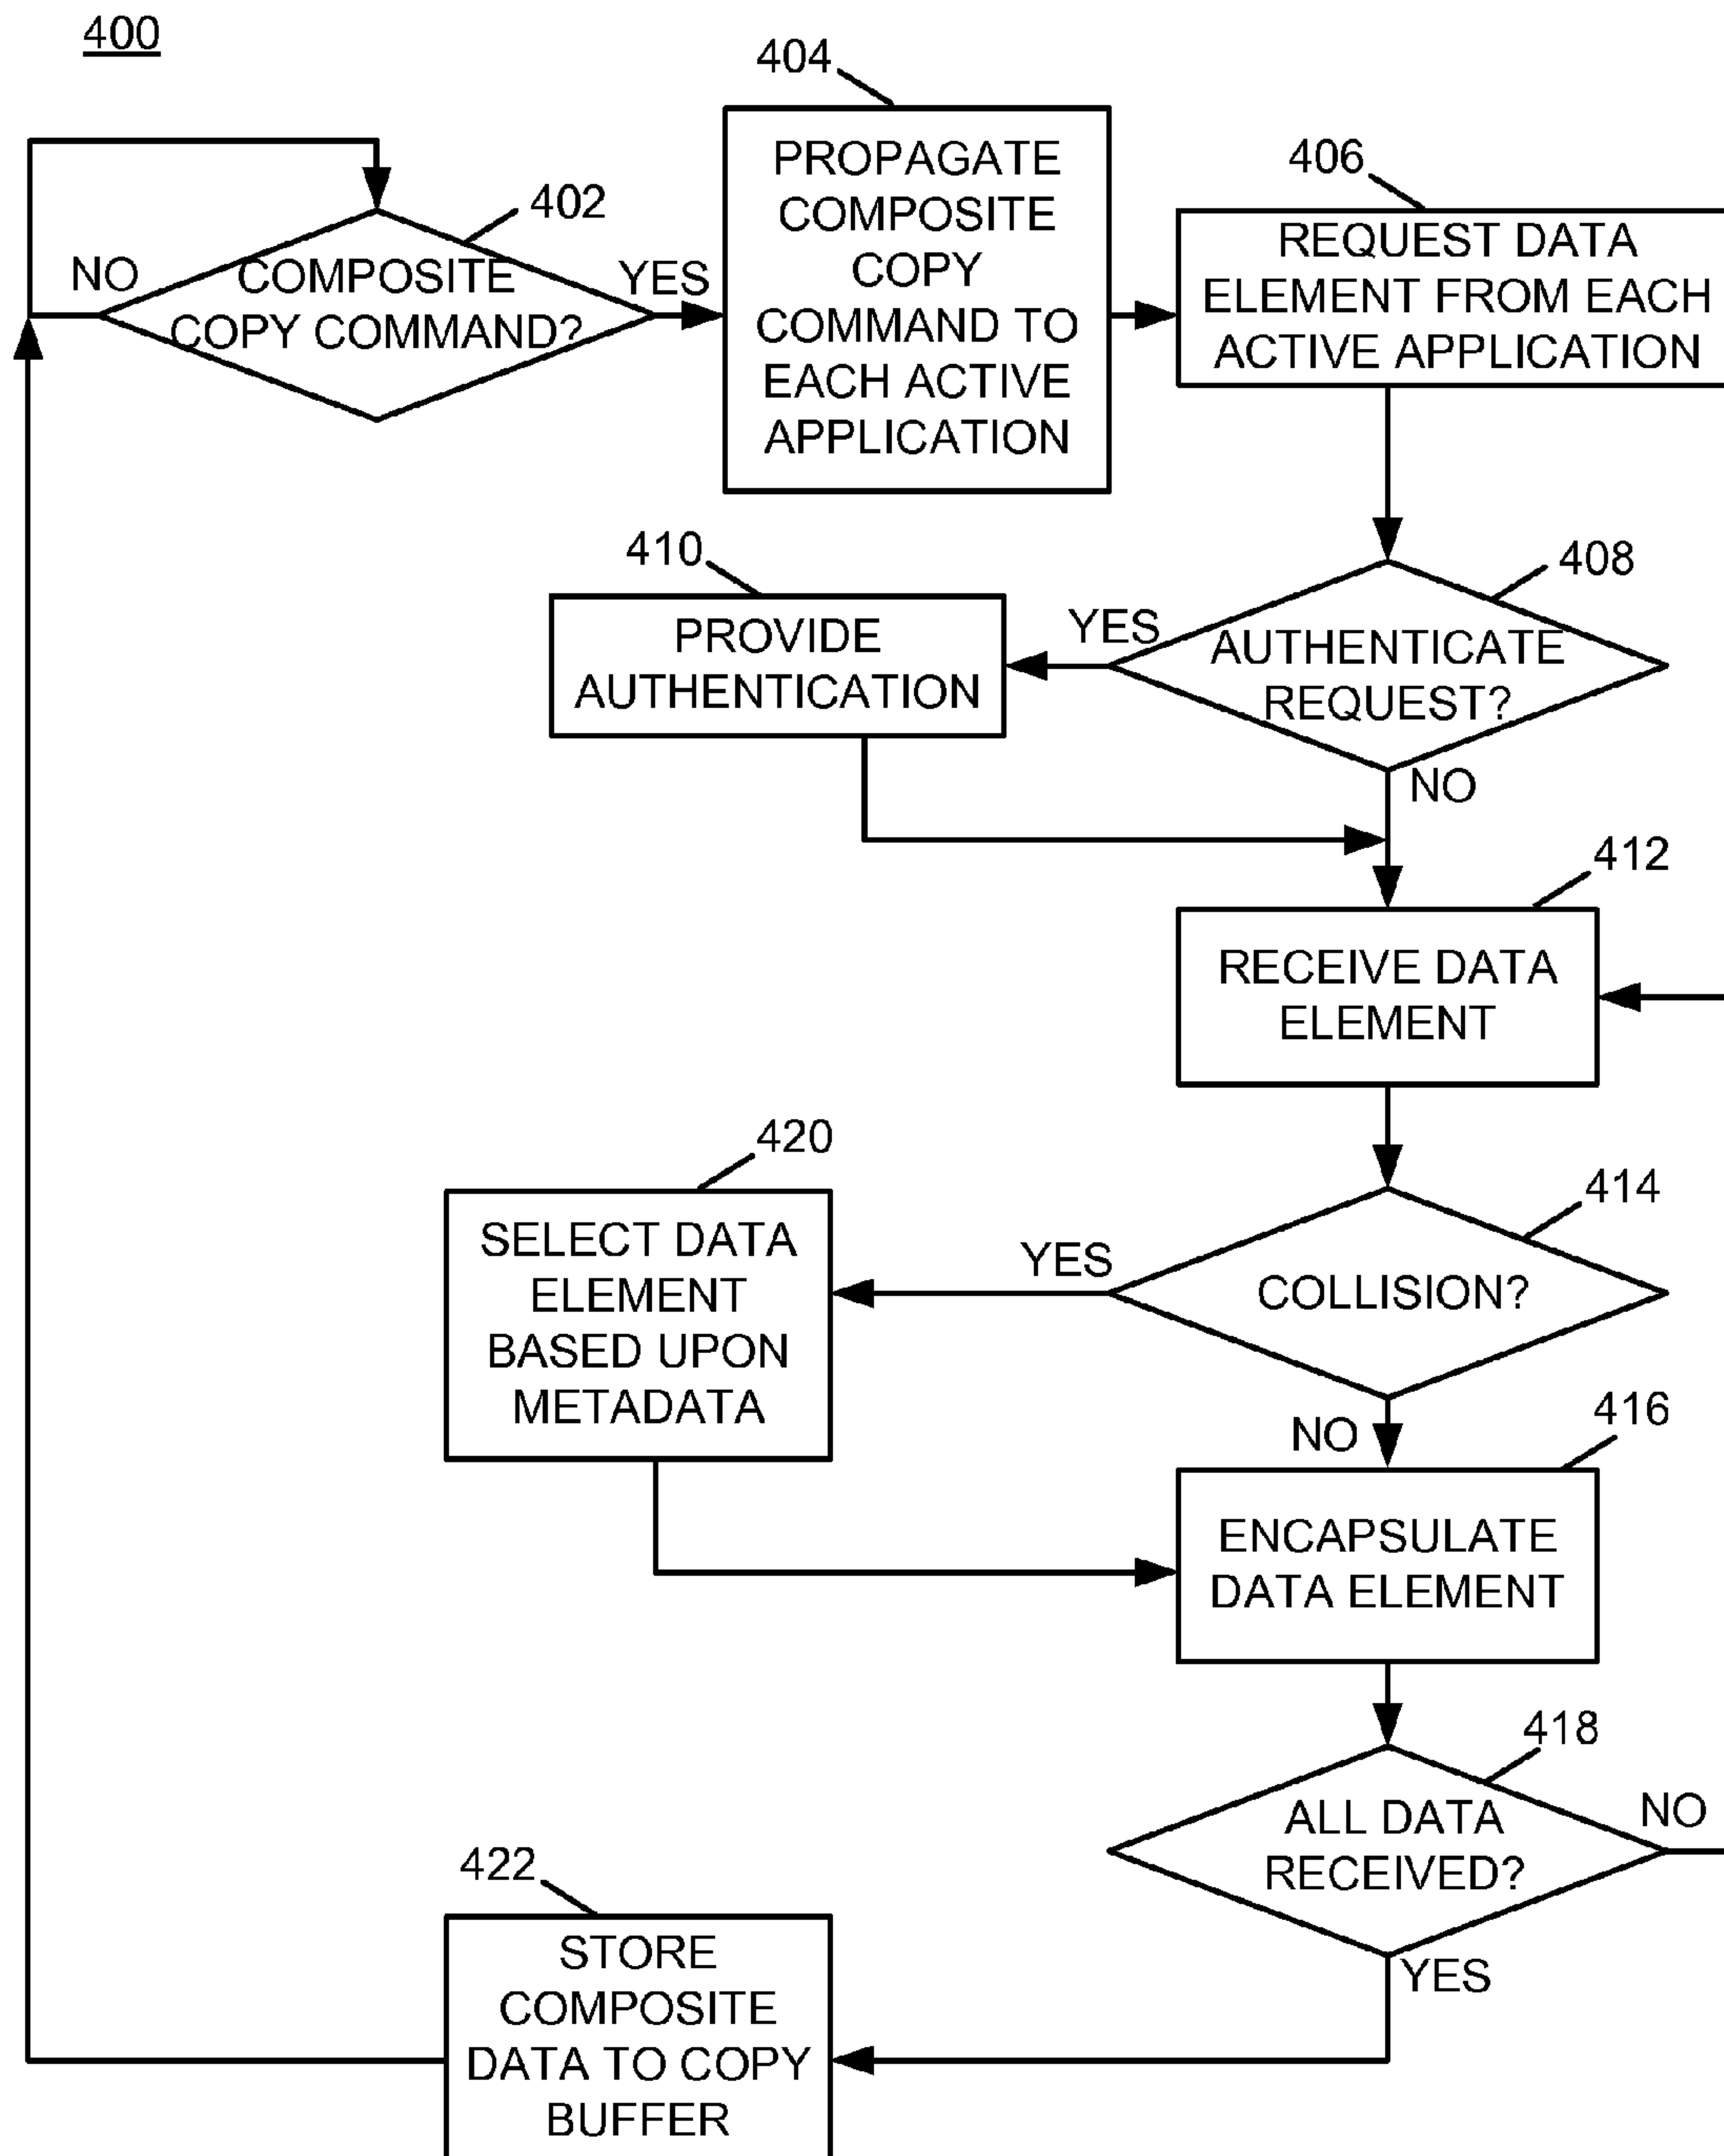 400
404
PROPAGATE
COMPOSITE
COPY
COMMAND TO
EACH ACTIVE
APPLICATION
406
REQUEST DATA
ELEMENT FROM EACH
ACTIVE APPLICATION
402
NO
COMPOSITE
COPY COMMAND?
YES
410
PROVIDE
AUTHENTICATION
408
YES
AUTHENTICATE
REQUEST?
NO
412
RECEIVE DATA
ELEMENT
420
SELECT DATA
ELEMENT
BASED UPON
METADATA
414
YES
COLLISION?
NO
416
ENCAPSULATE
DATA ELEMENT
418
ALL DATA
RECEIVED?
NO
YES
422
STORE
COMPOSITE
DATA TO COPY
BUFFER